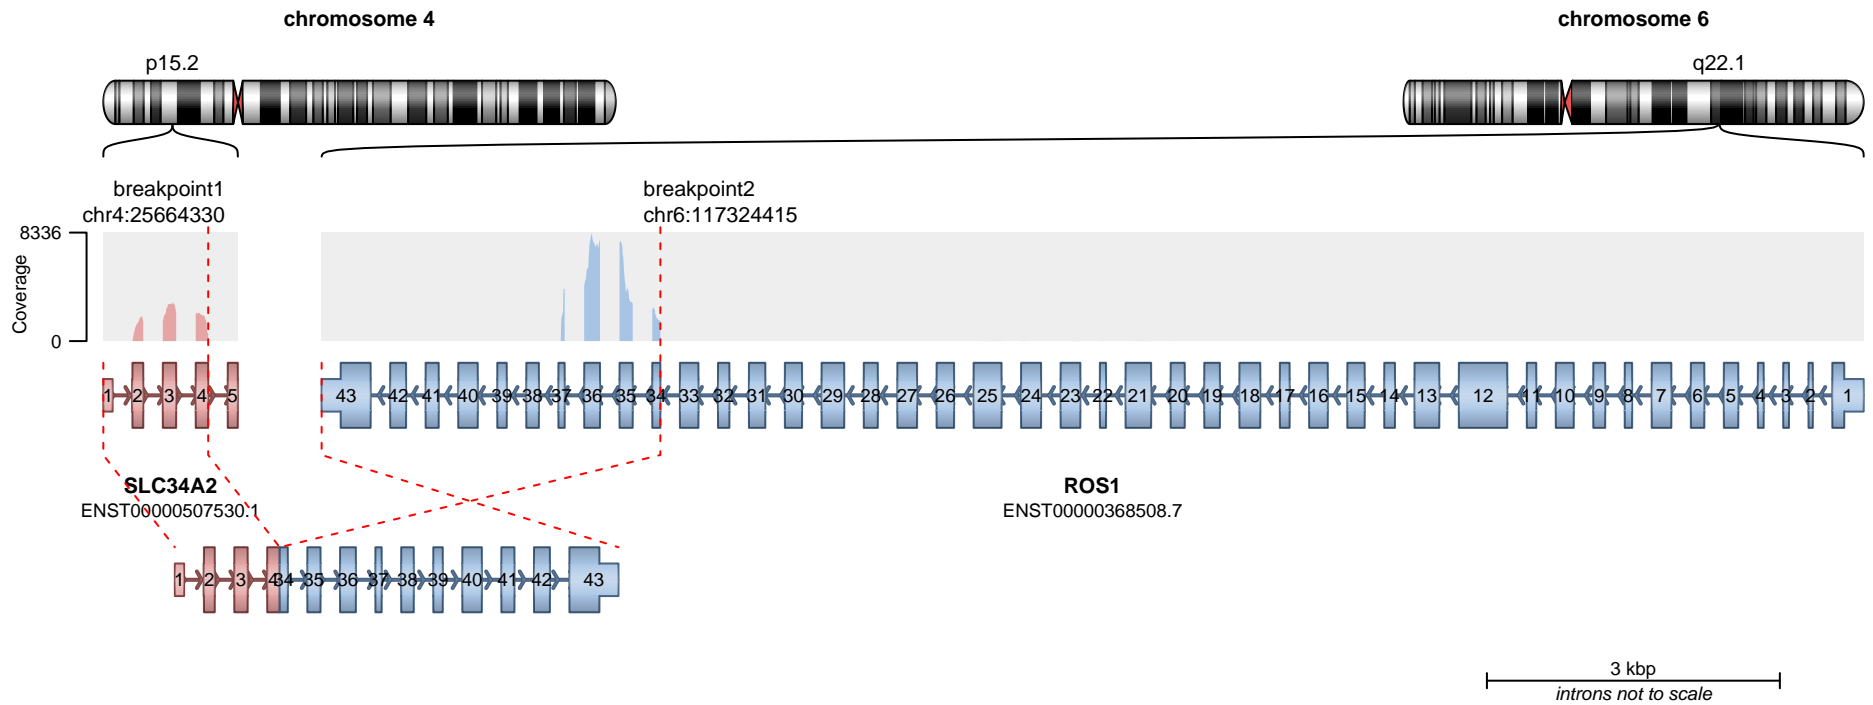 chromosome 4
chromosome 6
p15.2
q22.1
breakpoint1
chr4:25664330
breakpoint2
chr6:117324415
8336
Coverage
0
1 2 3 4 5
43 42 41 40 39 38 37 36 35 34 33 32 31 30 29 28 27 26 25 24 23 22 21 20 19 18 17 16 15 14 13 12 11 10 9 8 7 6 5 4 3 2 1
SLC34A2
ENST00000507530.1
ROS1
ENST00000368508.7
1 2 3 4 34 35 36 37 38 39 40 41 42 43
3 kbp
introns not to scale